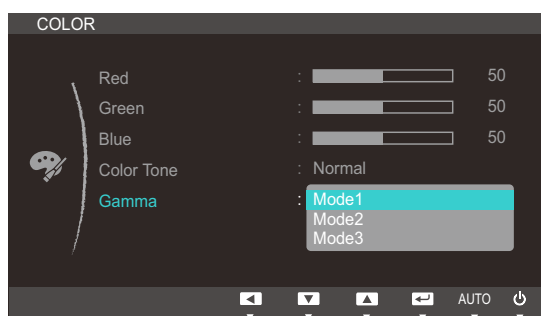 COLOR
Red : 50
Green : 50
Blue : 50
Color Tone : Normal
Gamma : Mode1
Mode2
Mode3
AUTO